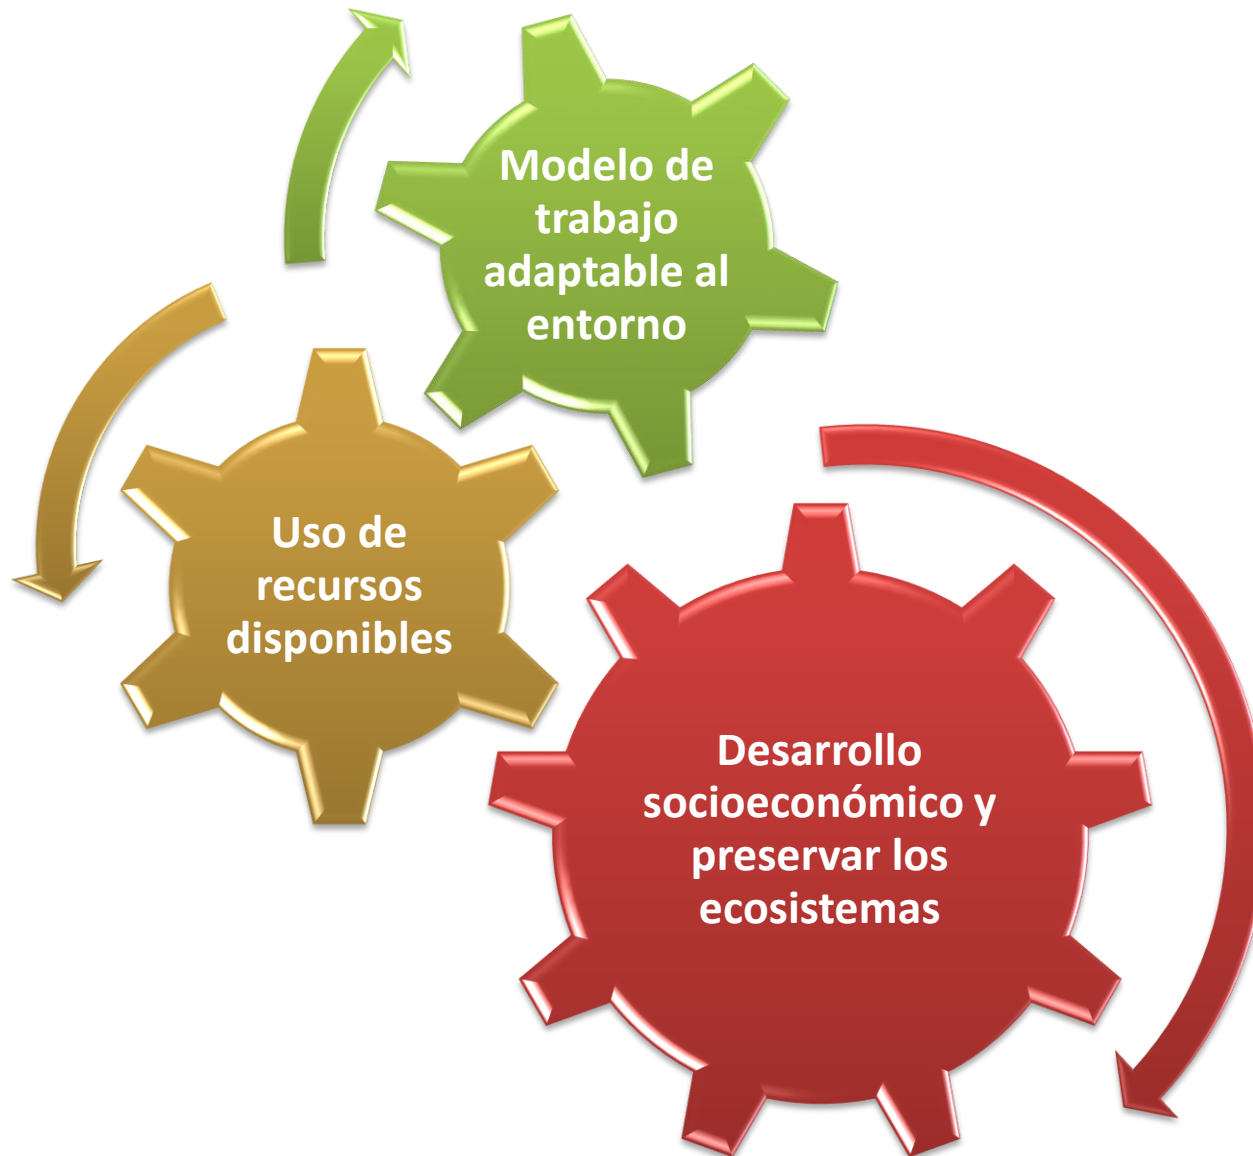 Modelo de
trabajo
adaptable al
entorno
Uso de
recursos
disponibles
Desarrollo
socioeconómico y
preservar los
ecosistemas